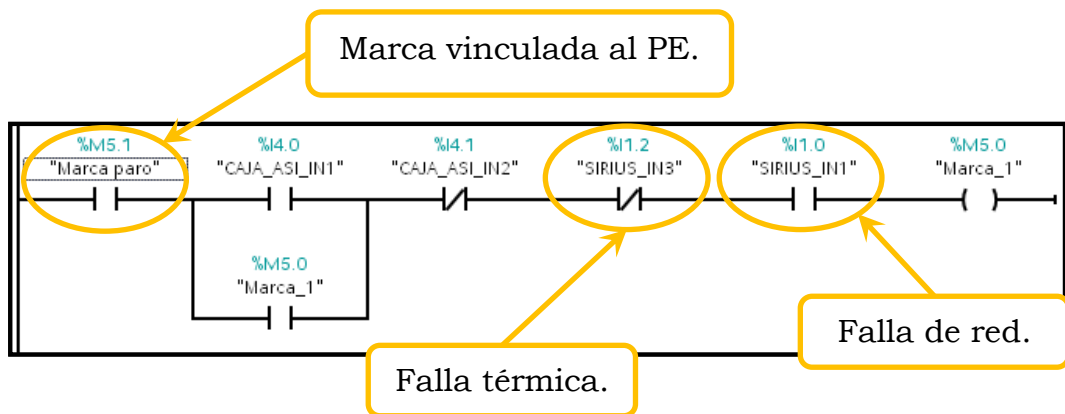 Marca vinculada al PE.
%M5.1 %I4.0 %I4.1 %I1.2 %I1.0 %M5.0
"Marca paro" "CAJA_ASI_IN1" "CAJA_ASI_IN2" "SIRIUS_IN3" "SIRIUS_IN1" "Marca_1"
%M5.0
"Marca_1"
Falla de red.
Falla térmica.